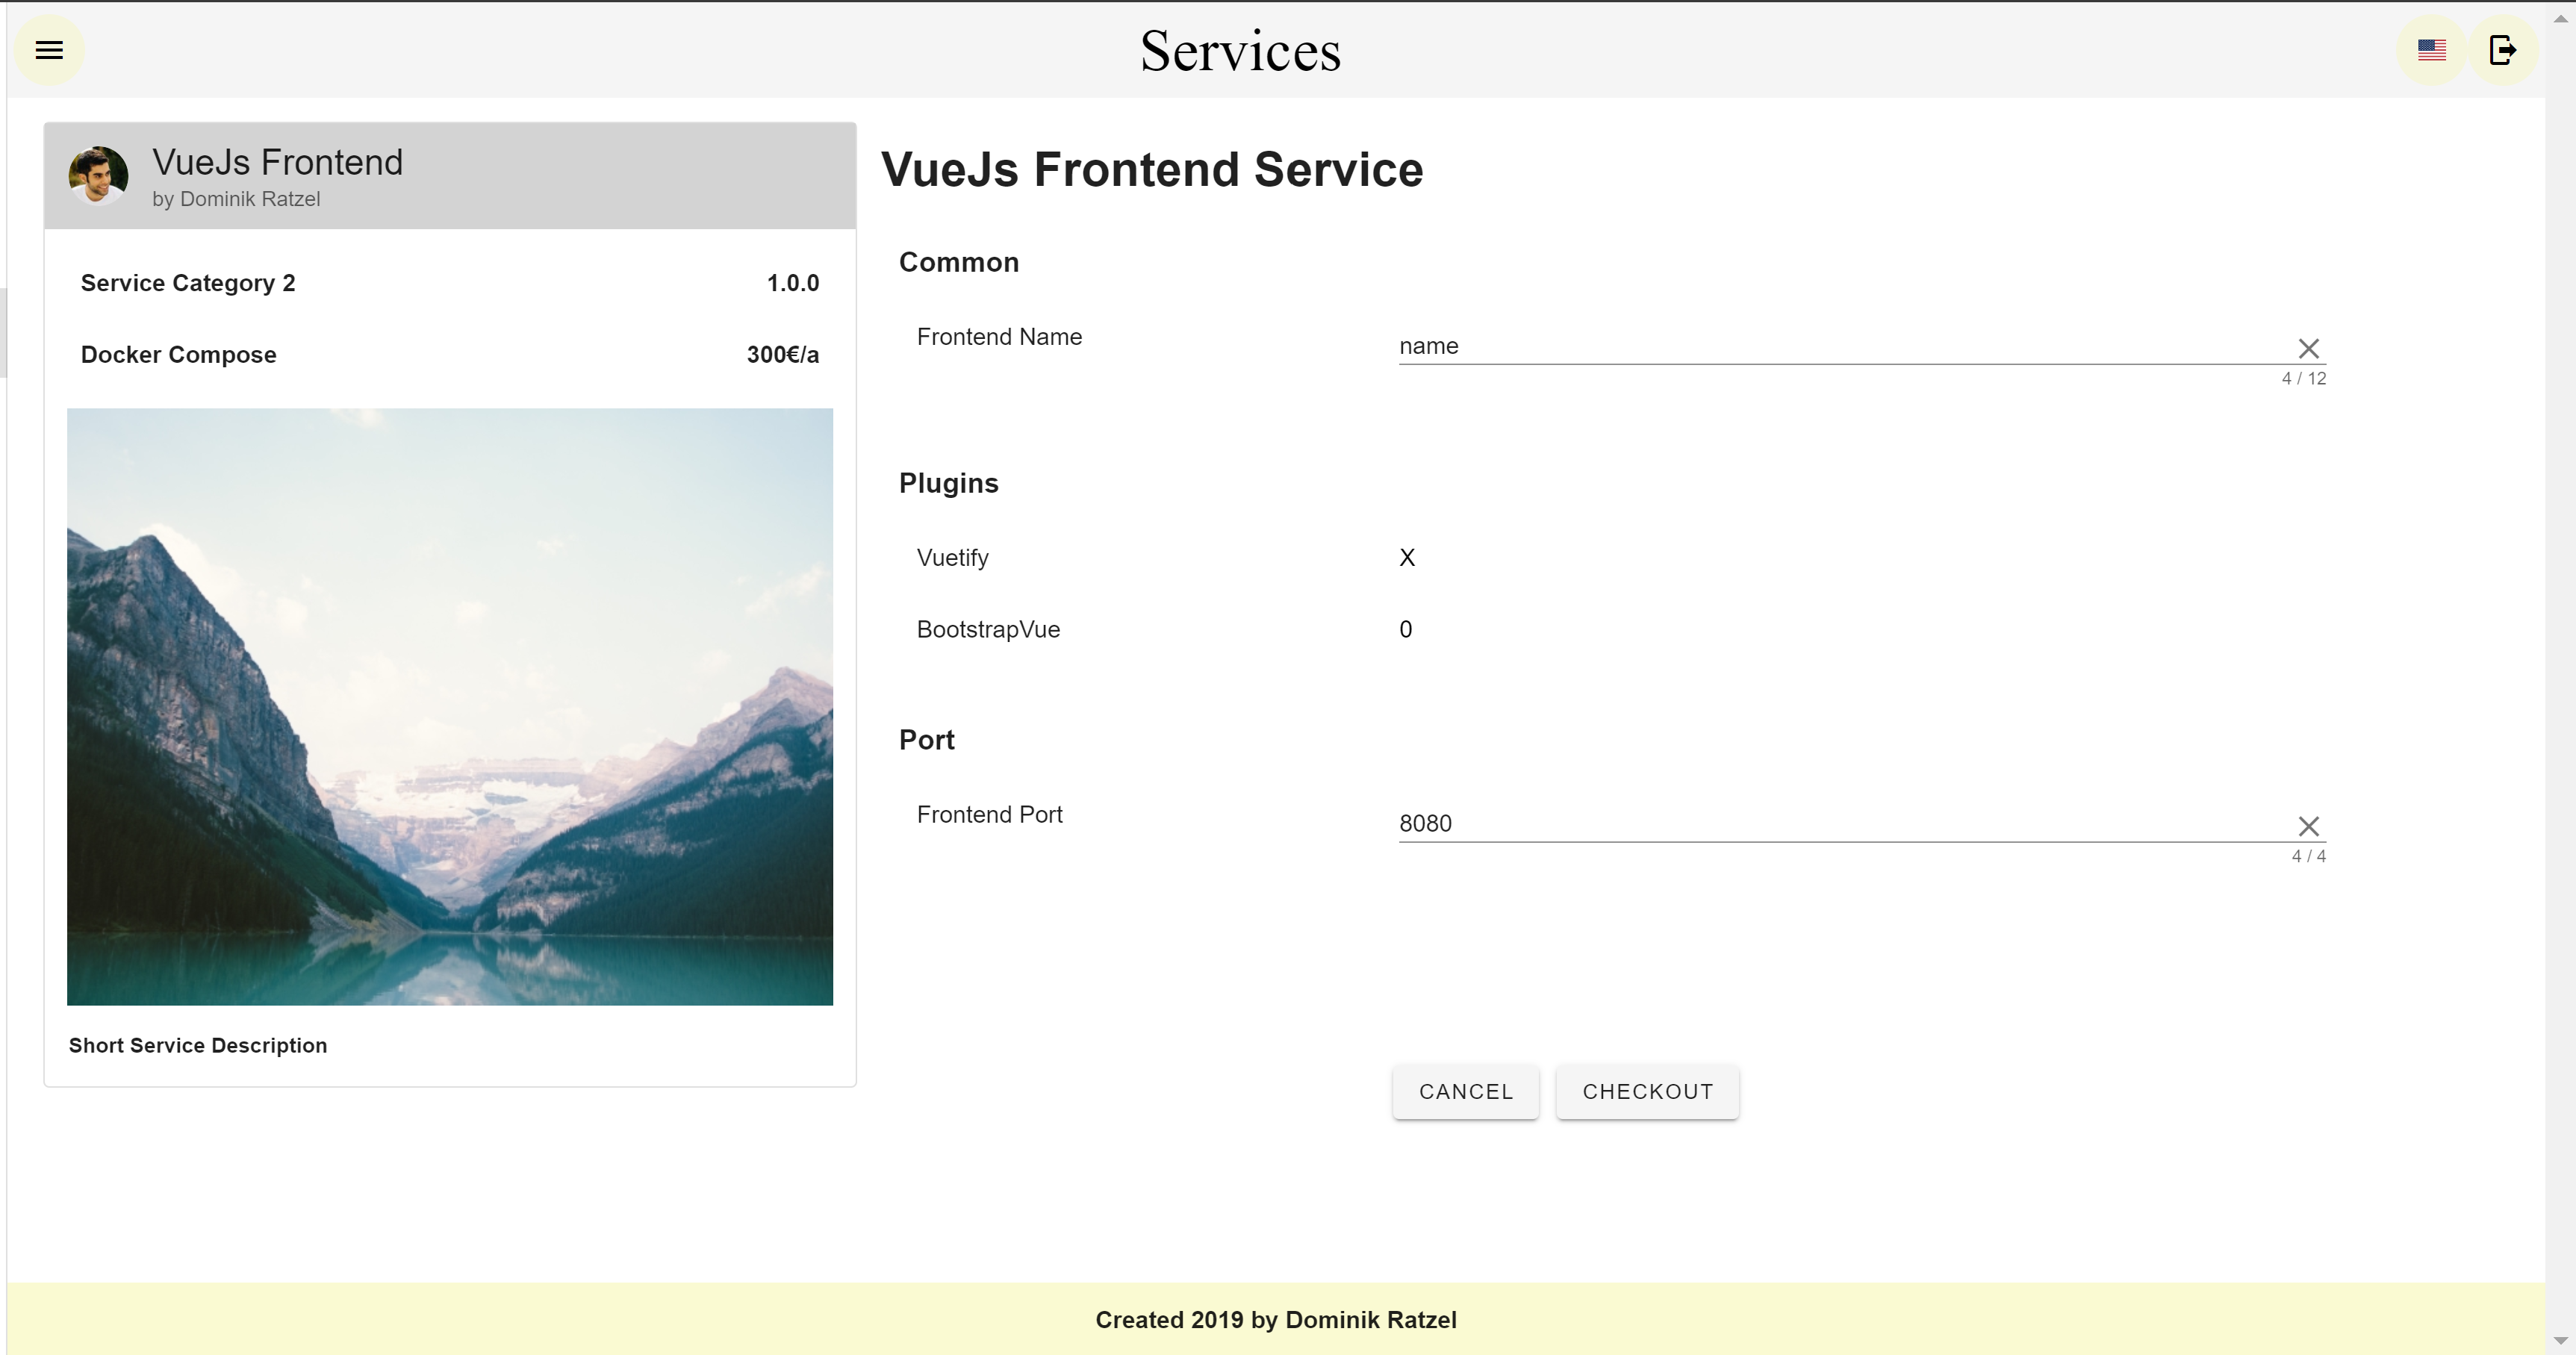 Services
VueJs Frontend
by Dominik Ratzel
Service Category 2 1.0.0
Docker Compose 300€/a
Short Service Description
VueJs Frontend Service
Common
Frontend Name name
4 / 12
Plugins
Vuetify X
BootstrapVue 0
Port
Frontend Port 8080
4 / 4
CANCEL CHECKOUT
Created 2019 by Dominik Ratzel